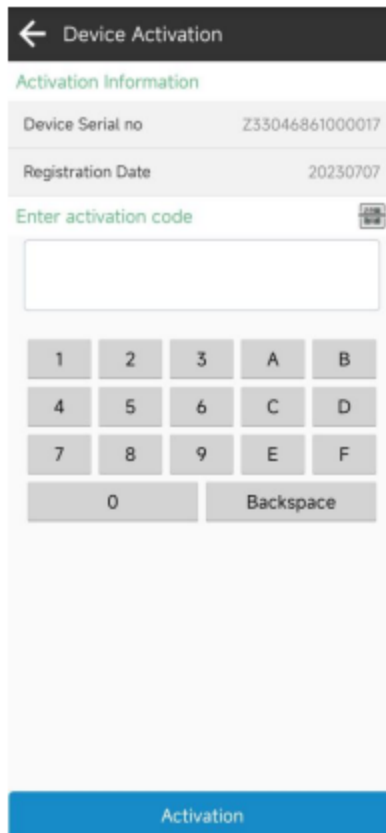 Device Activation
Activation Information
Device Serial no Z33046861000017
Registration Date 20230707
Enter activation code
1 2 3 A B
4 5 6 C D
7 8 9 E F
0 Backspace
Activation